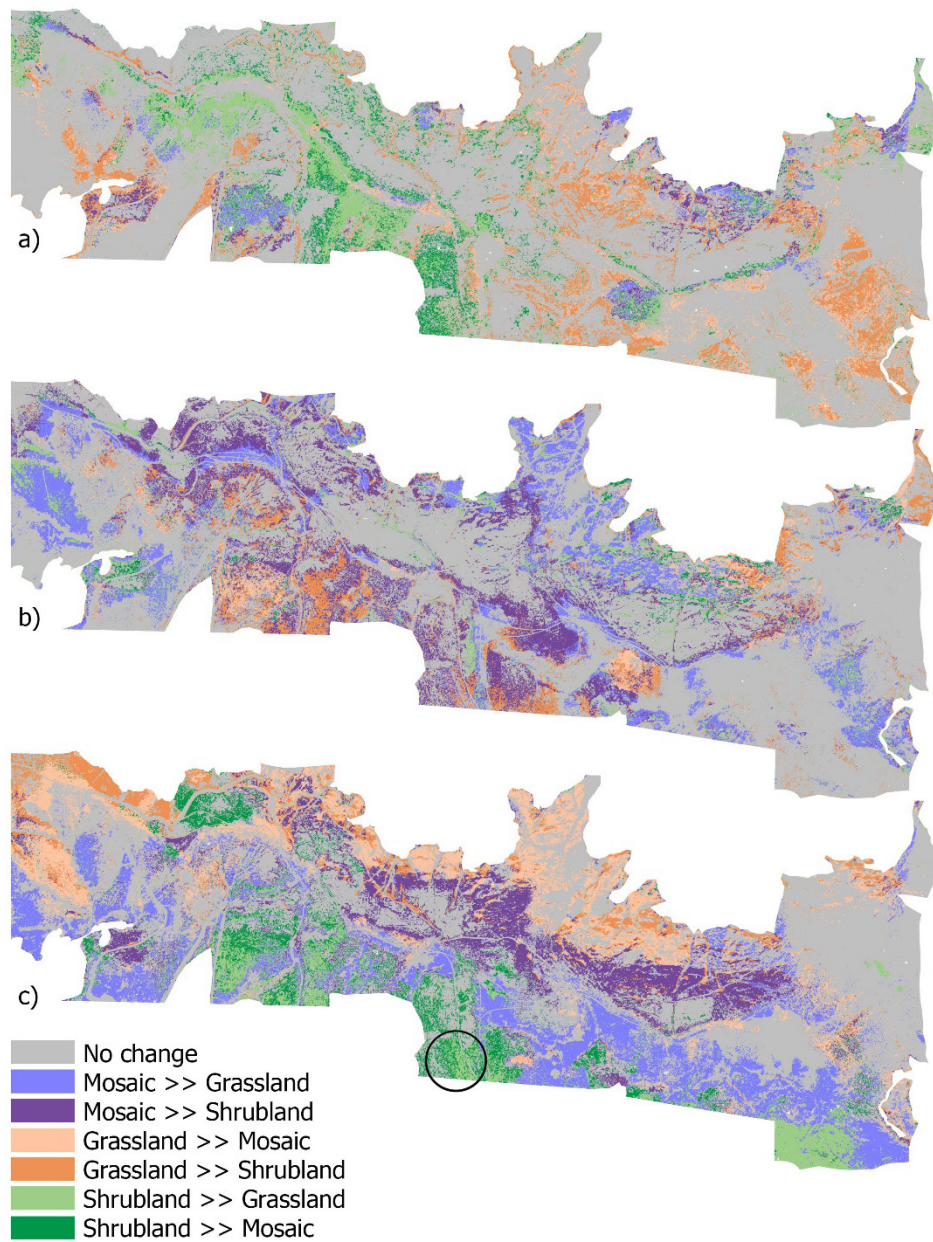 a)
b)
c)
No change
Mosaic >> Grassland
Mosaic >> Shrubland
Grassland >> Mosaic
Grassland >> Shrubland
Shrubland >> Grassland
Shrubland >> Mosaic